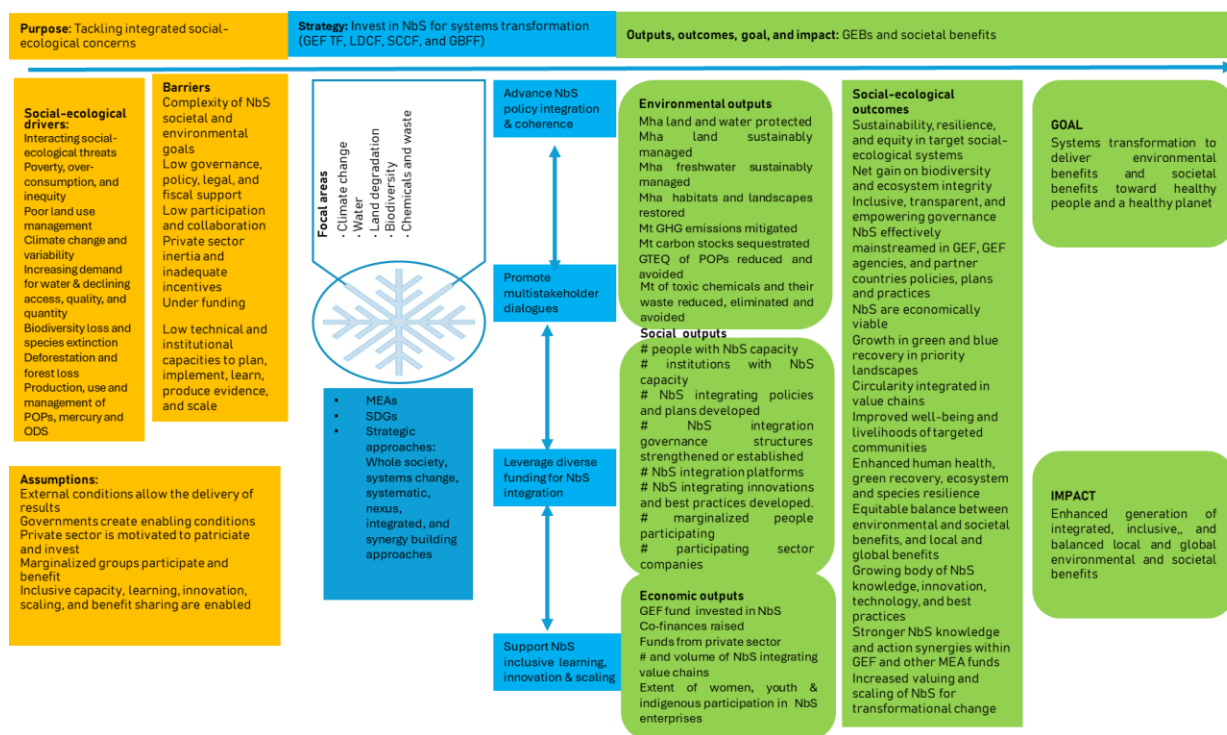 Purpose: Tackling integrated social-
ecological concerns
Strategy: Invest in NbS for systems transformation
(GEF TF, LDCF, SCCF, and GBFF)
Outputs, outcomes, goal, and impact: GEBs and societal benefits
Social-ecological
drivers:
Interacting social-
ecological threats
Poverty, over-
consumption, and
inequity
Poor land use
management
Climate change and
variability
Increasing demand
for water & declining
access, quality, and
quantity
Biodiversity loss and
species extinction
Deforestation and
forest loss
Production, use and
management of
POPs, mercury and
ODS
Barriers
Complexity of NbS
societal and
environmental
goals
Low governance,
policy, legal, and
fiscal support
Low participation
and collaboration
Private sector
inertia and
inadequate
incentives
Under funding
Low technical and
institutional
capacities to plan,
implement, learn,
produce evidence,
and scale
Assumptions:
External conditions allow the delivery of
results
Governments create enabling conditions
Private sector is motivated to patriciate
and invest
Marginalized groups participate and
benefit
Inclusive capacity, learning, innovation,
scaling, and benefit sharing are enabled
Focal areas
· Climate change
· Water
· Land degradation
· Biodiversity
· Chemicals and waste
• MEAs
• SDGs
• Strategic
approaches:
Whole society,
systems change,
systematic,
nexus,
integrated, and
synergy building
approaches
Advance NbS
policy integration
& coherence
Promote
multistakeholder
dialogues
Leverage diverse
funding for NbS
integration
Support NbS
inclusive learning,
innovation & scaling
Environmental outputs
Mha land and water protected
Mha land sustainably
managed
Mha freshwater sustainably
managed
Mha habitats and landscapes
restored
Mt GHG emissions mitigated
Mt carbon stocks sequestrated
GTEQ of POPs reduced and
avoided
Mt of toxic chemicals and their
waste reduced, eliminated and
avoided
Social outputs
# people with NbS capacity
# institutions with NbS
capacity
# NbS integrating policies
and plans developed
# NbS integration
governance structures
strengthened or established
# NbS integration platforms
# NbS integrating innovations
and best practices developed.
# marginalized people
participating
# participating sector
companies
Economic outputs
GEF fund invested in NbS
Co-finances raised
Funds from private sector
# and volume of NbS integrating
value chains
Extent of women, youth &
indigenous participation in NbS
enterprises
Social-ecological
outcomes
Sustainability, resilience,
and equity in target social-
ecological systems
Net gain on biodiversity
and ecosystem integrity
Inclusive, transparent, and
empowering governance
NbS effectively
mainstreamed in GEF, GEF
agencies, and partner
countries policies, plans
and practices
NbS are economically
viable
Growth in green and blue
recovery in priority
landscapes
Circularity integrated in
value chains
Improved well-being and
livelihoods of targeted
communities
Enhanced human health,
green recovery, ecosystem
and species resilience
Equitable balance between
environmental and societal
benefits, and local and
global benefits
Growing body of NbS
knowledge, innovation,
technology, and best
practices
Stronger NbS knowledge
and action synergies within
GEF and other MEA funds
Increased valuing and
scaling of NbS for
transformational change
GOAL
Systems transformation to
deliver environmental
benefits and societal
benefits toward healthy
people and a healthy planet
IMPACT
Enhanced generation of
integrated, inclusive,, and
balanced local and global
environmental and societal
benefits